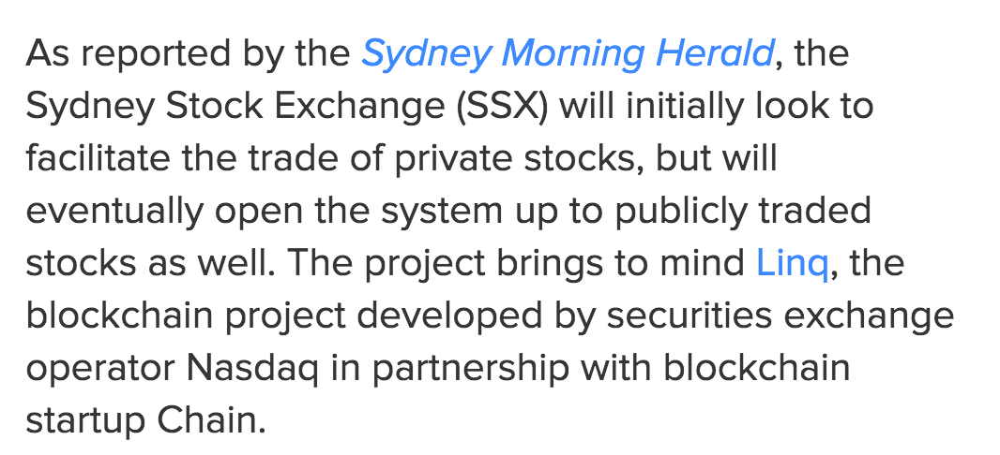 As reported by the Sydney Morning Herald, the
Sydney Stock Exchange (SSX) will initially look to
facilitate the trade of private stocks, but will
eventually open the system up to publicly traded
stocks as well. The project brings to mind Linq, the
blockchain project developed by securities exchange
operator Nasdaq in partnership with blockchain
startup Chain.